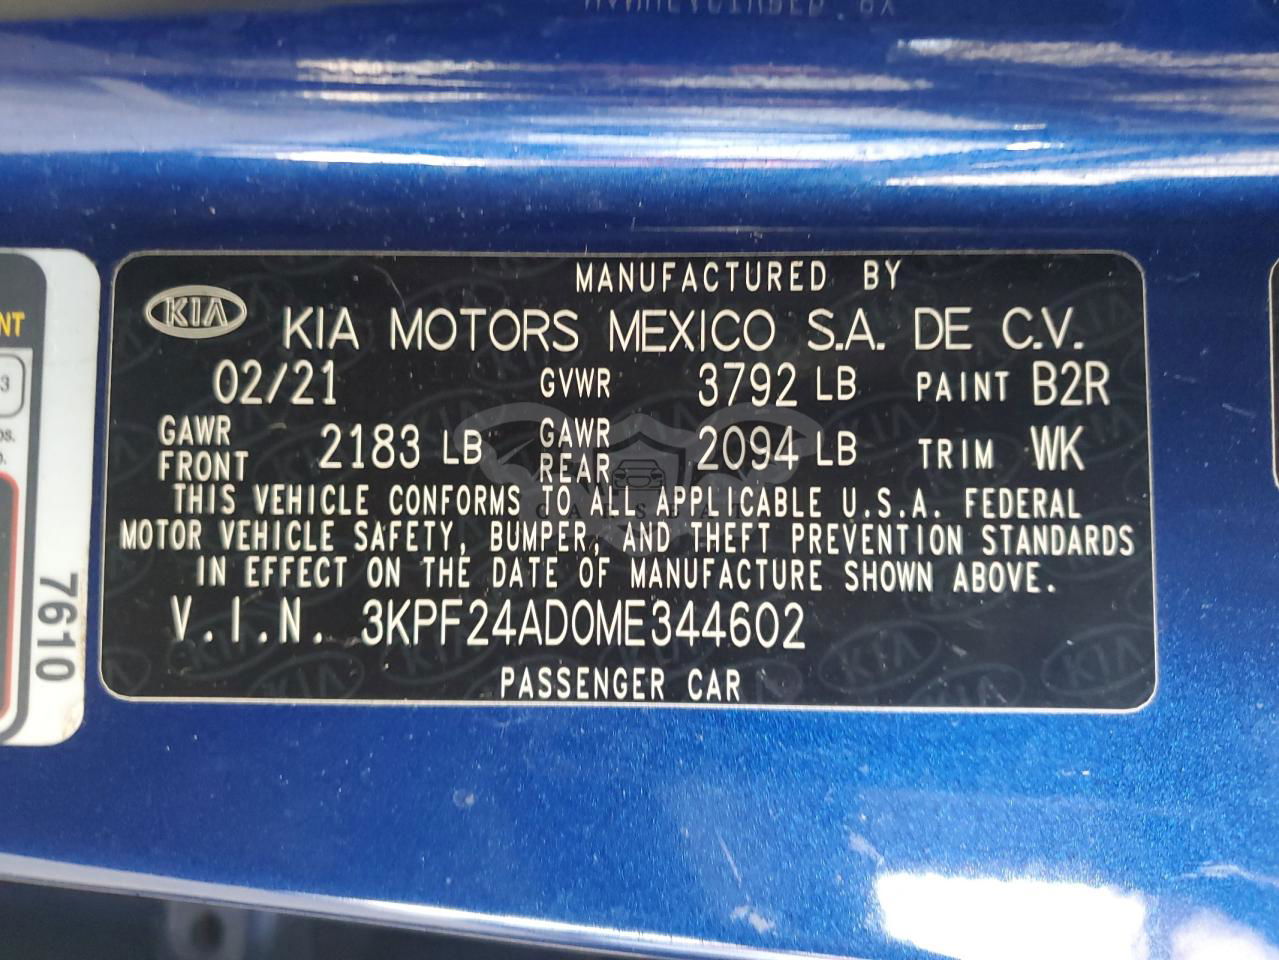 MANUFACTURED BY
KIA KIA MOTORS MEXICO S.A. DE C.V.
02/21 GVWR 3792 LB PAINT B2R
GAWR FRONT 2183 LB GAWR REAR 2094 LB TRIM WK
THIS VEHICLE CONFORMS TO ALL APPLICABLE U.S.A. FEDERAL
MOTOR VEHICLE SAFETY, BUMPER, AND THEFT PREVENTION STANDARDS
IN EFFECT ON THE DATE OF MANUFACTURE SHOWN ABOVE.
V.I.N. 3KPF24AD0ME344602
PASSENGER CAR
NT
3
7610